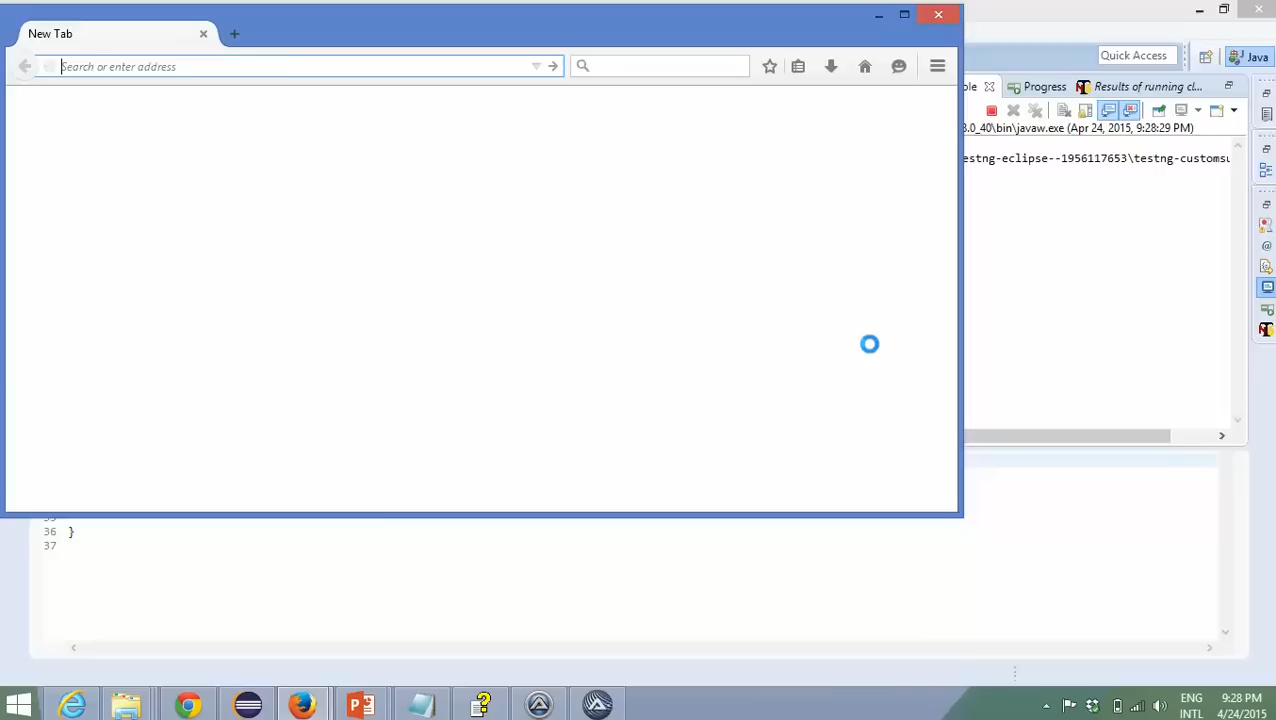 New Tab
Search or enter address
Quick Access
Java
Progress
Results of running cl...
8.0_40\bin\javaw.exe (Apr 24, 2015, 9:28:29 PM)
estng-eclipse--1956117653\testng-customsu
36 }
37
ENG
INTL
9:28 PM
4/24/2015